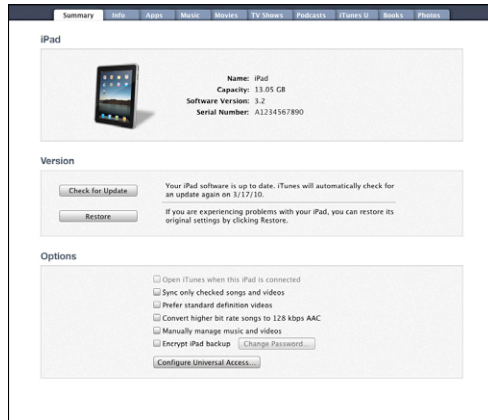 Summary Info Apps Music Movies TV Shows Podcasts iTunes U Books Photos
iPad
Name: iPad
Capacity: 13.05 GB
Software Version: 3.2
Serial Number: A1234567890
Version
Check for Update
Your iPad software is up to date. iTunes will automatically check for
an update again on 3/17/10.
Restore
If you are experiencing problems with your iPad, you can restore its
original settings by clicking Restore.
Options
Open iTunes when this iPad is connected
Sync only checked songs and videos
Prefer standard definition videos
Convert higher bit rate songs to 128 kbps AAC
Manually manage music and videos
Encrypt iPad backup Change Password...
Configure Universal Access...